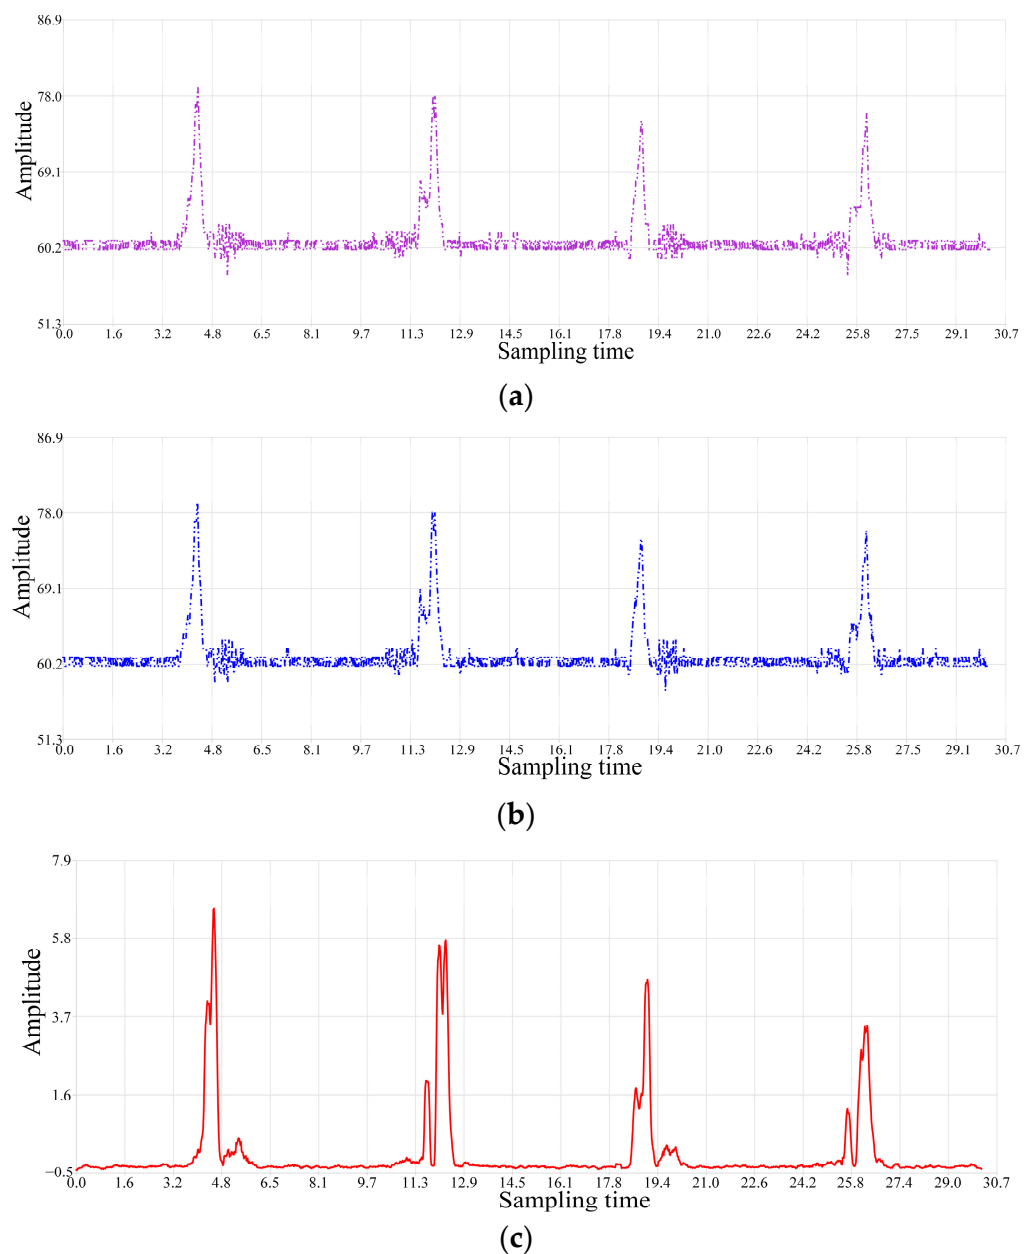 86.9
78.0
69.1
60.2
51.3
Amplitude
0.0 1.6 3.2 4.8 6.5 8.1 9.7 11.3 12.9 14.5 16.1 17.8 19.4 21.0 22.6 24.2 25.8 27.5 29.1 30.7
Sampling time
(a)
86.9
78.0
69.1
60.2
51.3
Amplitude
0.0 1.6 3.2 4.8 6.5 8.1 9.7 11.3 12.9 14.5 16.1 17.8 19.4 21.0 22.6 24.2 25.8 27.5 29.1 30.7
Sampling time
(b)
7.9
5.8
3.7
1.6
−0.5
Amplitude
0.0 1.6 3.2 4.8 6.5 8.1 9.7 11.3 12.9 14.5 16.1 17.8 19.4 21.0 22.6 24.2 25.8 27.4 29.0 30.7
Sampling time
(c)